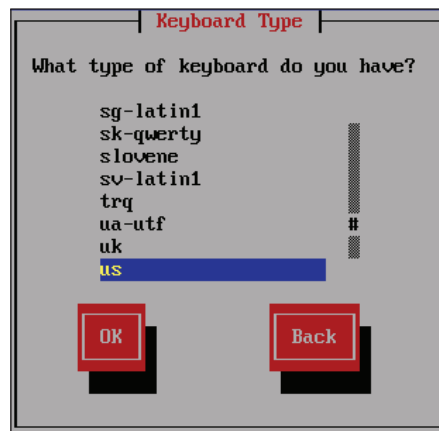 Keyboard Type
What type of keyboard do you have?
sg-latin1
sk-qwerty
slovene
sv-latin1
trq
ua-utf
#
uk
us
OK
Back